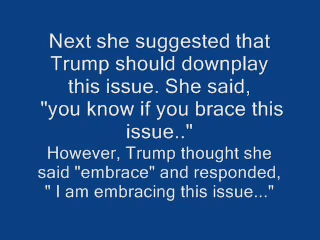 Next she suggested that
Trump should downplay
this issue. She said,
"you know if you brace this
issue.."
However, Trump thought she
said "embrace" and responded,
" I am embracing this issue..."